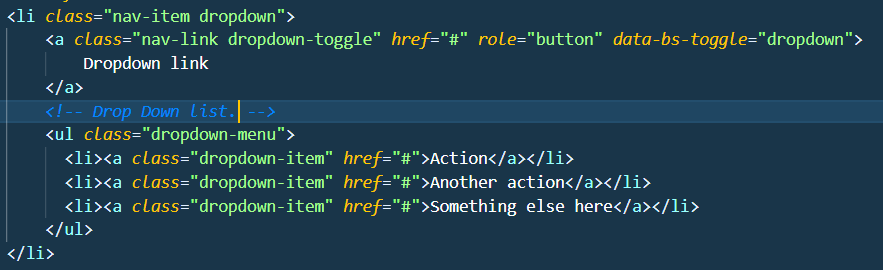 <li class="nav-item dropdown">
<a class="nav-link dropdown-toggle" href="#" role="button" data-bs-toggle="dropdown">
Dropdown link
</a>
<!-- Drop Down list. -->
<ul class="dropdown-menu">
<li><a class="dropdown-item" href="#">Action</a></li>
<li><a class="dropdown-item" href="#">Another action</a></li>
<li><a class="dropdown-item" href="#">Something else here</a></li>
</ul>
</li>